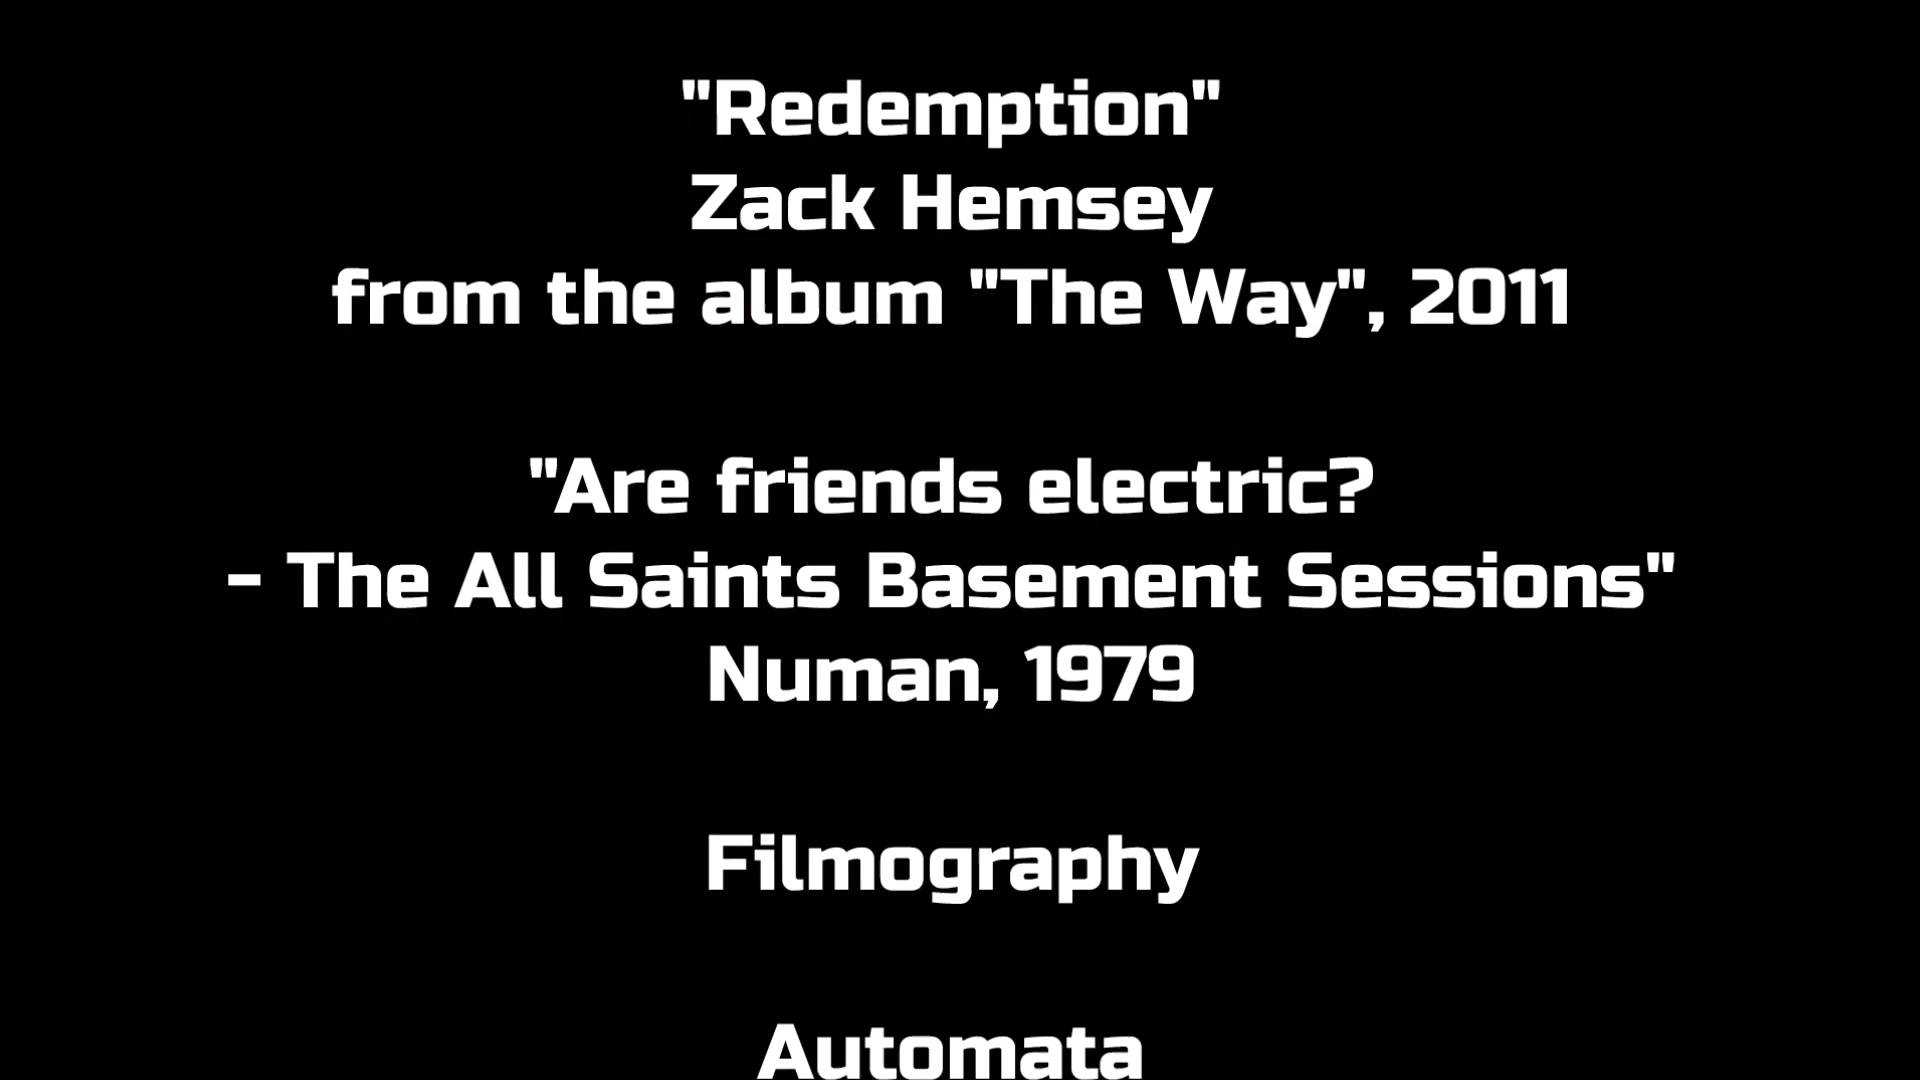 "Redemption"
Zack Hemsey
from the album "The Way", 2011
"Are friends electric?
- The All Saints Basement Sessions"
Numan, 1979
Filmography
Automata